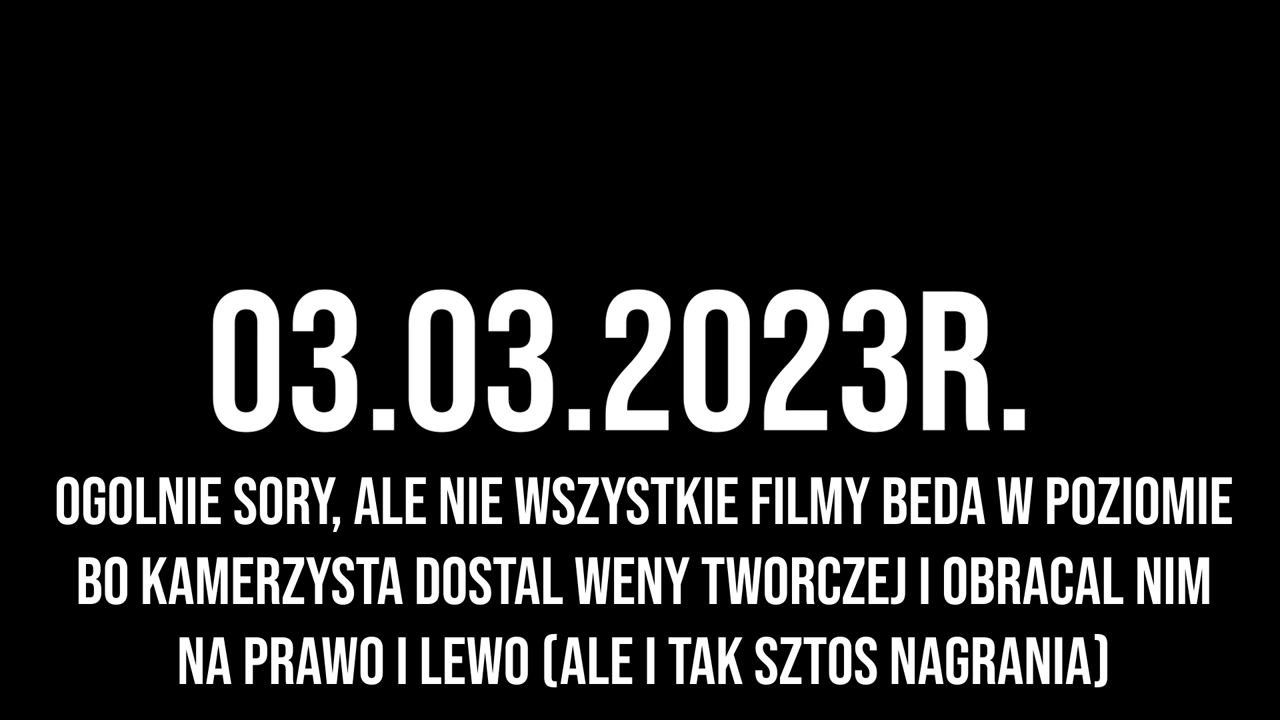 03.03.2023R.
OGOLNIE SORY, ALE NIE WSZYSTKIE FILMY BEDA W POZIOMIE
BO KAMERZYSTA DOSTAL WENY TWORCZEJ I OBRACAL NIM
NA PRAWO I LEWO (ALE I TAK SZTOS NAGRANIA)